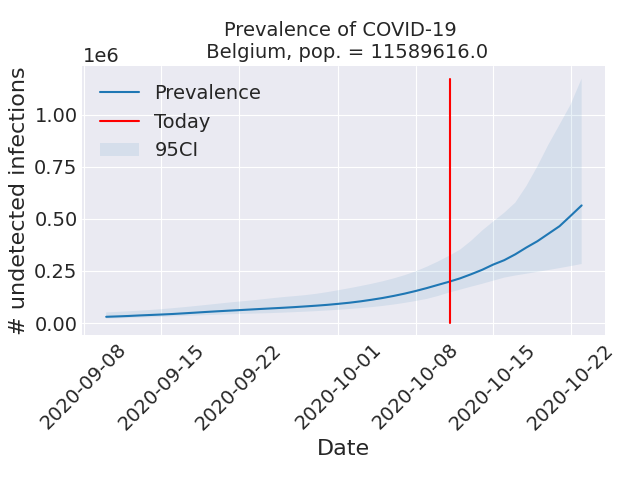 Prevalence of COVID-19
Belgium, pop. = 11589616.0
1e6
# undetected infections
1.00
0.75
0.50
0.25
0.00
Prevalence
Today
95CI
2020-09-08
2020-09-15
2020-09-22
2020-10-01
2020-10-08
2020-10-15
2020-10-22
Date